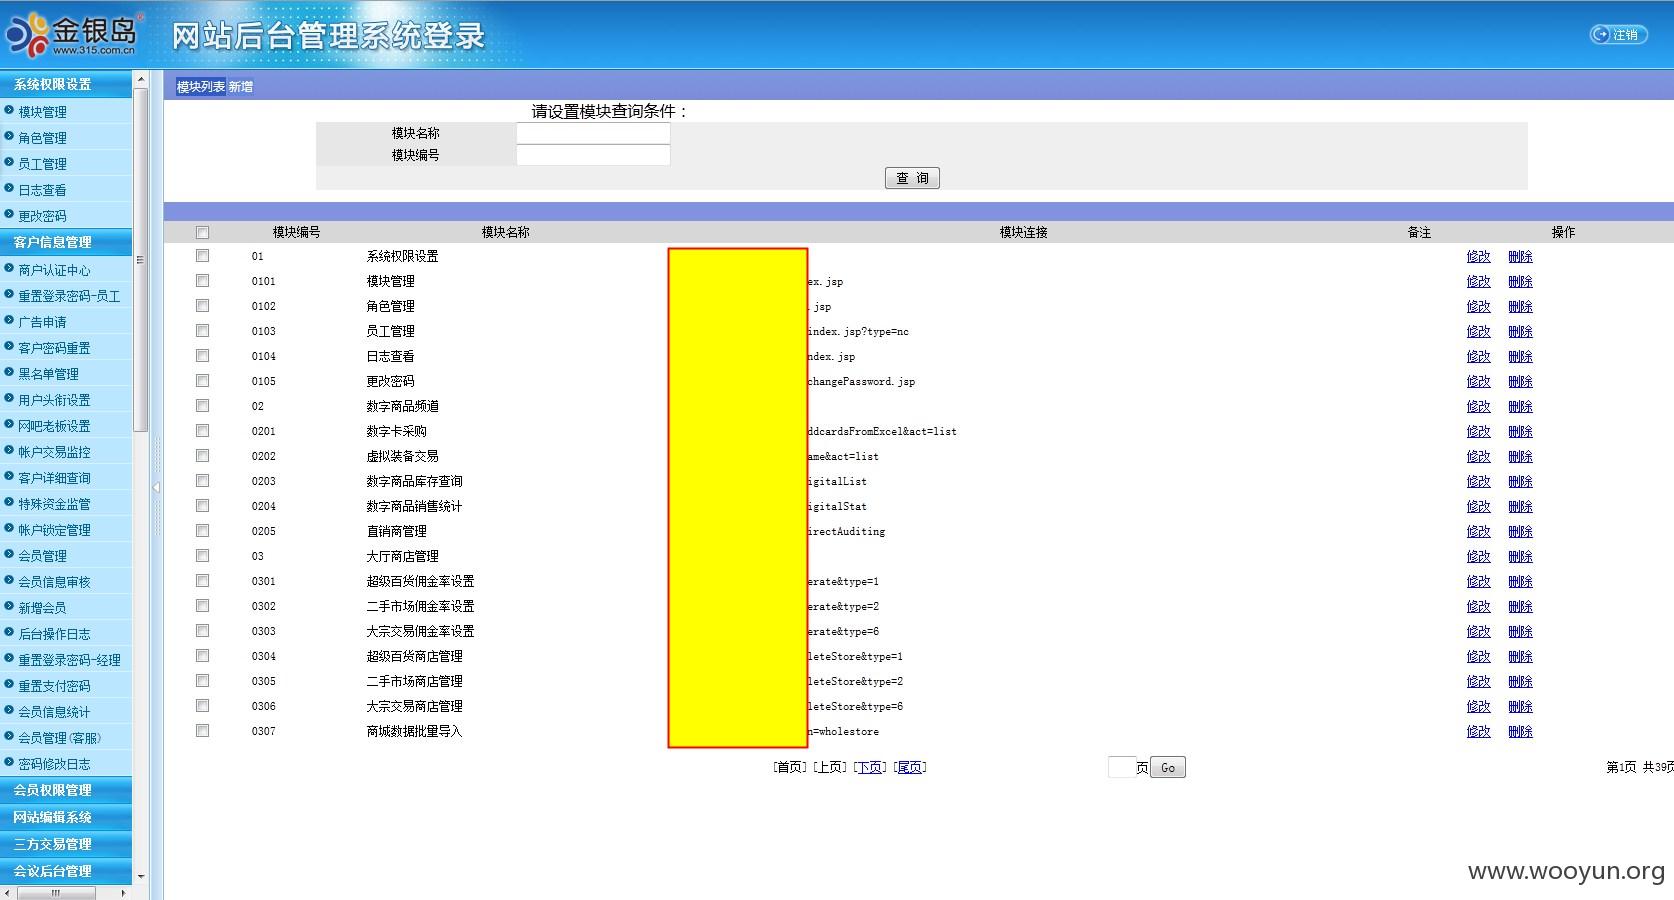 金银岛
www.315.com.cn
网站后台管理系统登录
注销
系统权限设置
模块管理
角色管理
员工管理
日志查看
更改密码
客户信息管理
商户认证中心
重置登录密码-员工
广告申请
客户密码重置
黑名单管理
用户头衔设置
网吧老板设置
帐户交易监控
客户详细查询
特殊资金监管
帐户锁定管理
会员管理
会员信息审核
新增会员
后台操作日志
重置登录密码-经理
重置支付密码
会员信息统计
会员管理(客服)
密码修改日志
会员权限管理
网站编辑系统
三方交易管理
会议后台管理
模块列表 新增
请设置模块查询条件：
模块名称
模块编号
查 询
模块编号 模块名称 模块连接 备注 操作
01 系统权限设置 修改 删除
0101 模块管理 ex.jsp 修改 删除
0102 角色管理 .jsp 修改 删除
0103 员工管理 index.jsp?type=nc 修改 删除
0104 日志查看 ndex.jsp 修改 删除
0105 更改密码 changePassword.jsp 修改 删除
02 数字商品频道 修改 删除
0201 数字卡采购 ddcardsFromExcel&act=list 修改 删除
0202 虚拟装备交易 ame&act=list 修改 删除
0203 数字商品库存查询 igitalList 修改 删除
0204 数字商品销售统计 igitalStat 修改 删除
0205 直销商管理 irectAuditing 修改 删除
03 大厅商店管理 修改 删除
0301 超级百货佣金率设置 erate&type=1 修改 删除
0302 二手市场佣金率设置 erate&type=2 修改 删除
0303 大宗交易佣金率设置 erate&type=6 修改 删除
0304 超级百货商店管理 leteStore&type=1 修改 删除
0305 二手市场商店管理 leteStore&type=2 修改 删除
0306 大宗交易商店管理 leteStore&type=6 修改 删除
0307 商城数据批量导入 n=wholestore 修改 删除
[首页] [上页] [下页] [尾页] 页 Go 第1页 共39页
www.wooyun.org